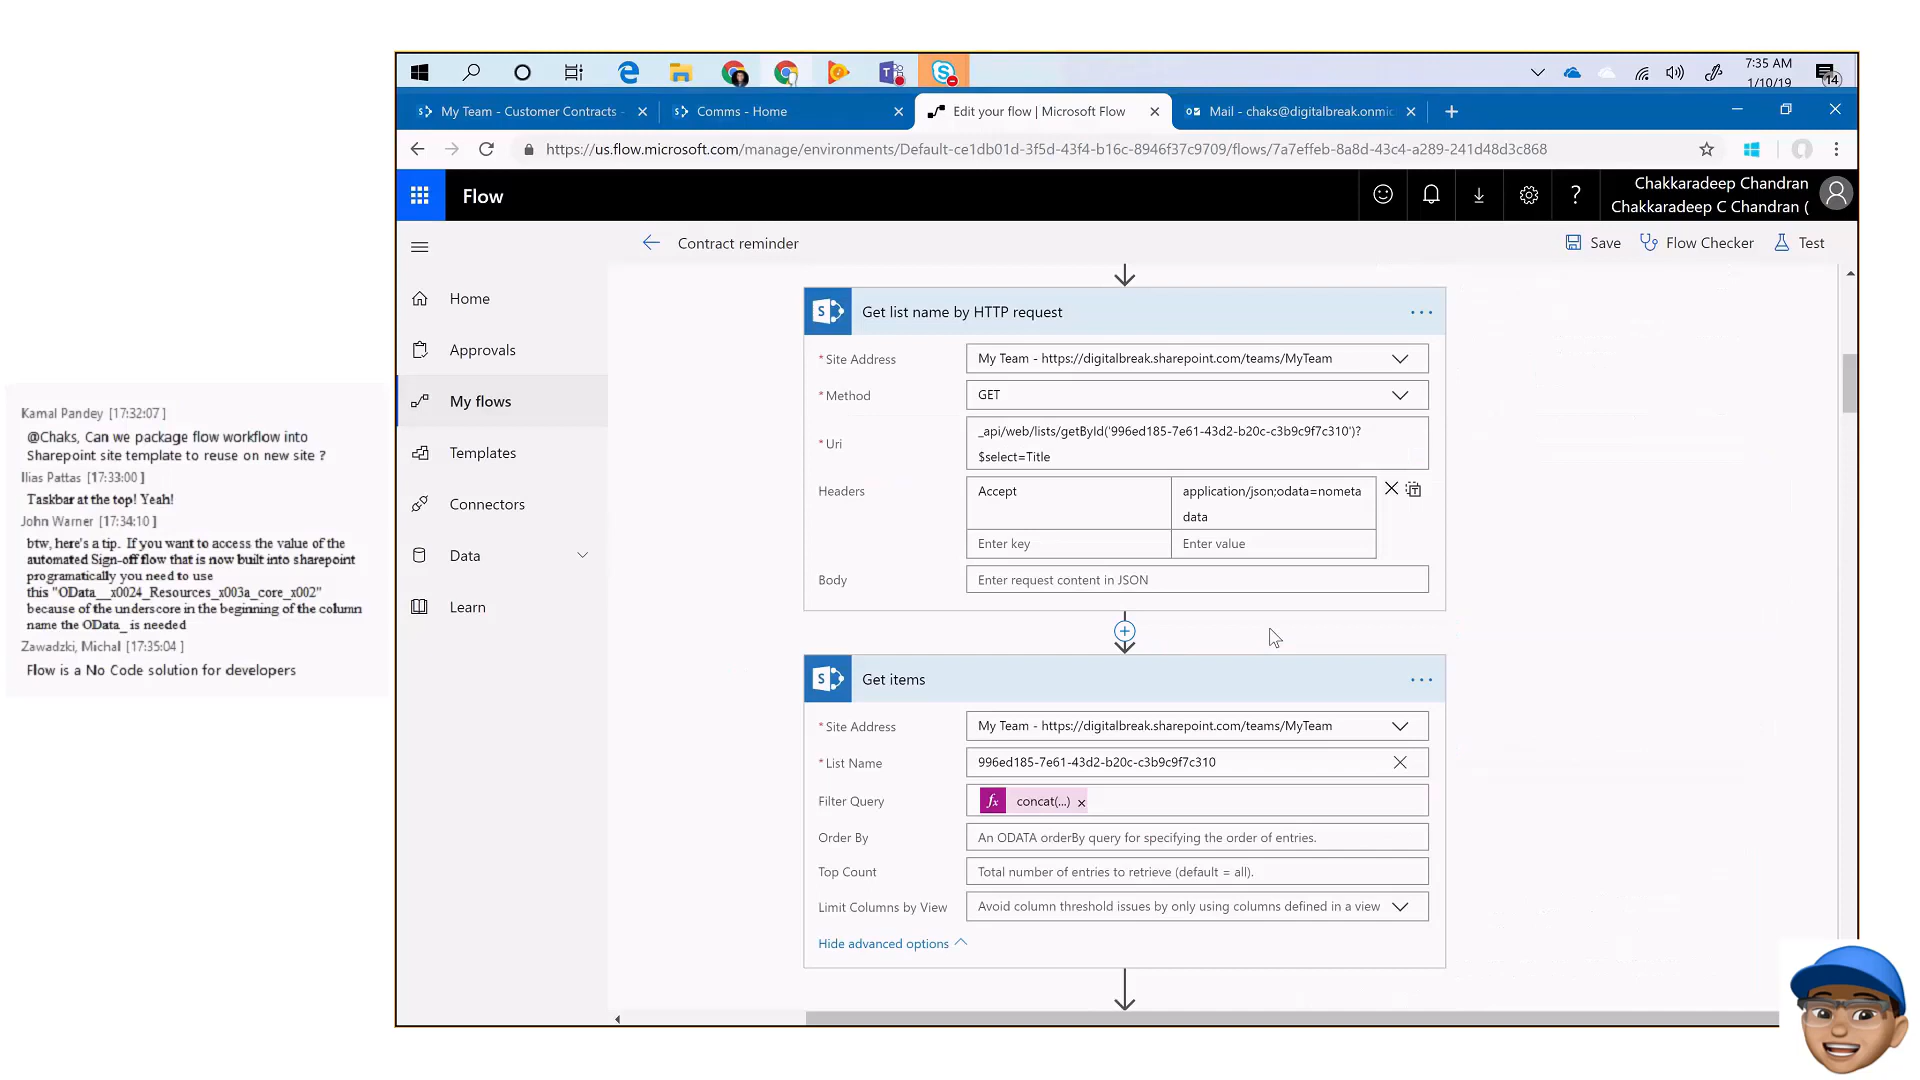 Kamal Pandey [17:32:07 ]
@Chaks, Can we package flow workflow into
Sharepoint site template to reuse on new site ?
Ilias Pattas [17:33:00 ]
Taskbar at the top! Yeah!
John Warner [17:34:10 ]
btw, here's a tip. If you want to access the value of the
automated Sign-off flow that is now built into sharepoint
programatically you need to use
this "OData__x0024_Resources_x003a_core_x002"
because of the underscore in the beginning of the column
name the OData_ is needed
Zawadzki, Michal [17:35:04 ]
Flow is a No Code solution for developers
7:35 AM
1/10/19
14
My Team - Customer Contracts -
Comms - Home
Edit your flow | Microsoft Flow
Mail - chaks@digitalbreak.onmic
https://us.flow.microsoft.com/manage/environments/Default-ce1db01d-3f5d-43f4-b16c-8946f37c9709/flows/7a7effeb-8a8d-43c4-a289-241d48d3c868
Flow
?
Chakkaradeep Chandran
Chakkaradeep C Chandran (
Contract reminder
Save
Flow Checker
Test
Home
Approvals
My flows
Templates
Connectors
Data
Learn
S
Get list name by HTTP request
...
* Site Address
My Team - https://digitalbreak.sharepoint.com/teams/MyTeam
* Method
GET
* Uri
_api/web/lists/getById('996ed185-7e61-43d2-b20c-c3b9c9f7c310')?
$select=Title
Headers
Accept
application/json;odata=nometa
data
Enter key
Enter value
Body
Enter request content in JSON
S
Get items
...
* Site Address
My Team - https://digitalbreak.sharepoint.com/teams/MyTeam
* List Name
996ed185-7e61-43d2-b20c-c3b9c9f7c310
Filter Query
fx concat(...) x
Order By
An ODATA orderBy query for specifying the order of entries.
Top Count
Total number of entries to retrieve (default = all).
Limit Columns by View
Avoid column threshold issues by only using columns defined in a view
Hide advanced options